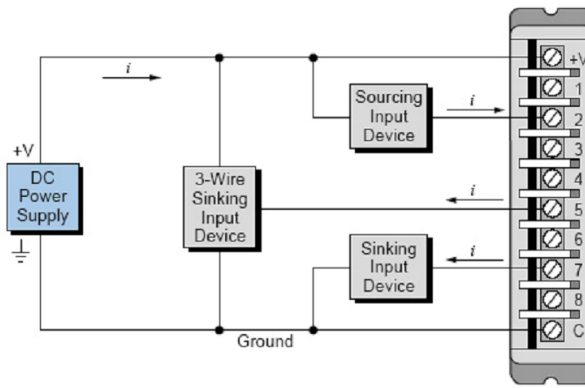 i
+V
1
Sourcing
Input
Device
i
2
3
+V
DC
Power
Supply
3-Wire
Sinking
Input
Device
i
4
5
6
Sinking
Input
Device
i
7
8
Ground
C